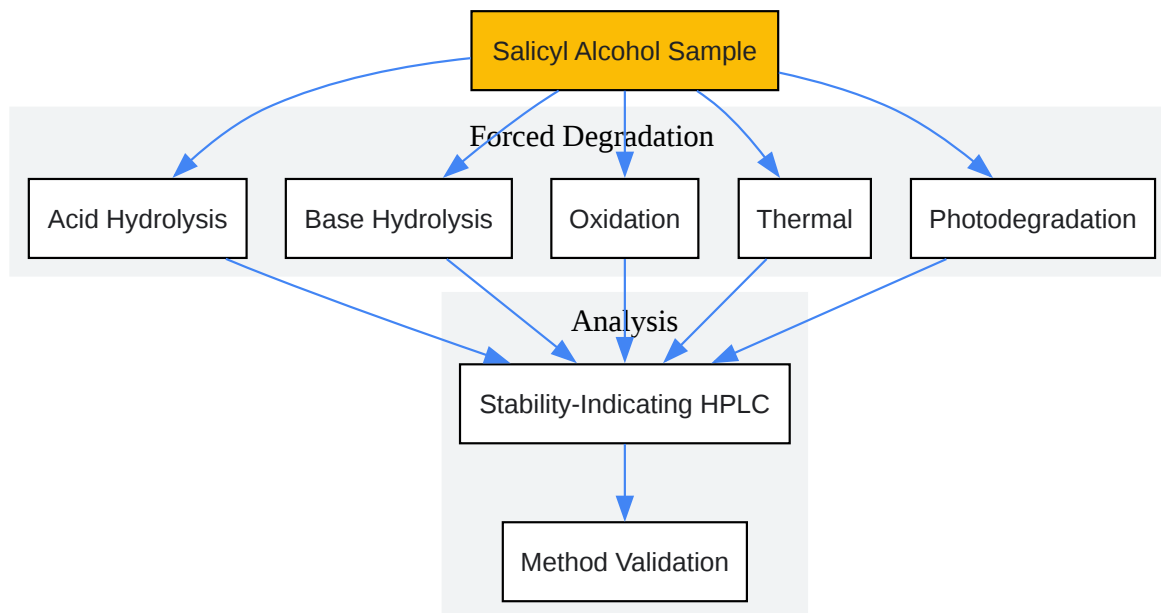 Salicyl Alcohol Sample
Forced Degradation
Acid Hydrolysis
Base Hydrolysis
Oxidation
Thermal
Photodegradation
Analysis
Stability-Indicating HPLC
Method Validation